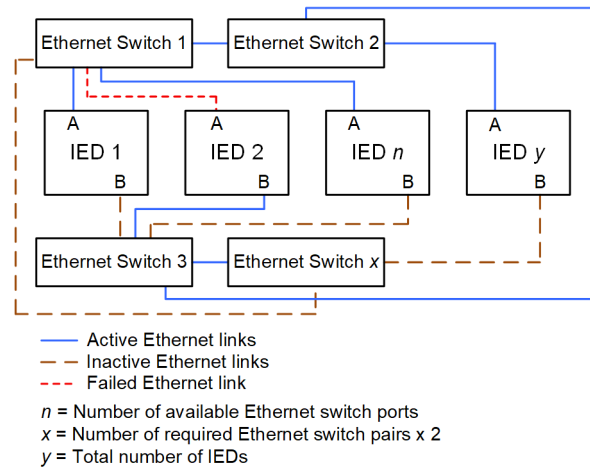 Ethernet Switch 1
Ethernet Switch 2
A
A
A
A
IED 1
IED 2
IED n
IED y
B
B
B
B
Ethernet Switch 3
Ethernet Switch x
Active Ethernet links
Inactive Ethernet links
Failed Ethernet link
n = Number of available Ethernet switch ports
x = Number of required Ethernet switch pairs x 2
y = Total number of IEDs